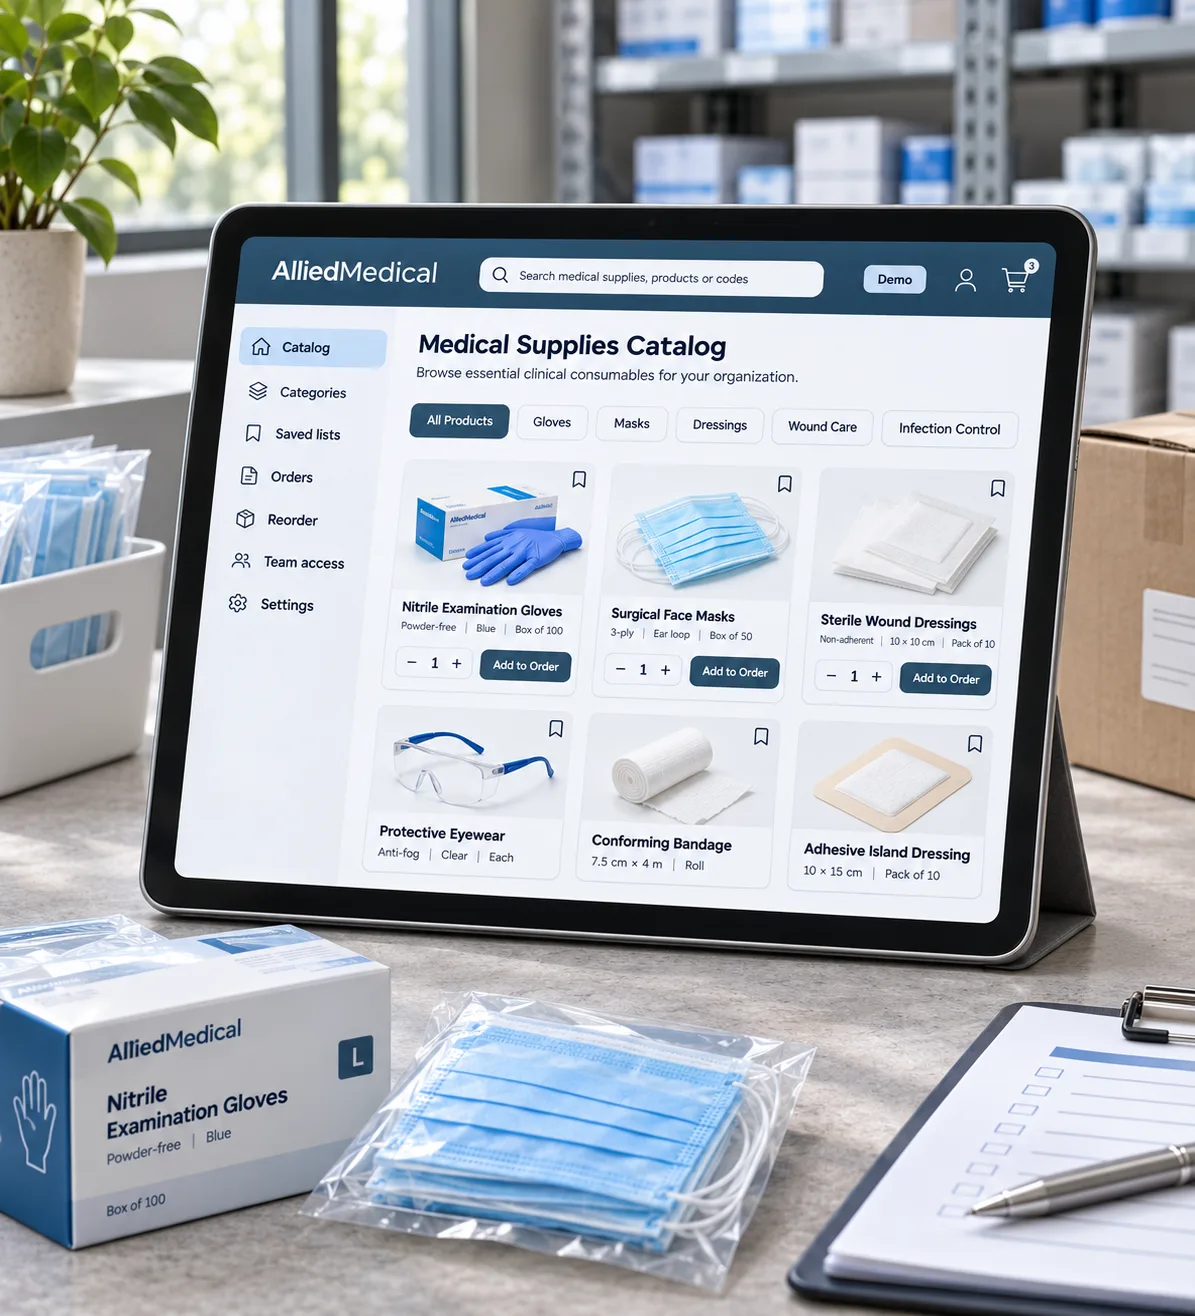 AlliedMedical
Search medical supplies, products or codes
Demo
3
Catalog
Categories
Saved lists
Orders
Reorder
Team access
Settings
Medical Supplies Catalog
Browse essential clinical consumables for your organization.
All Products
Gloves
Masks
Dressings
Wound Care
Infection Control
AlliedMedical
Nitrile Examination Gloves
Powder-free | Blue | Box of 100
− 1 +
Add to Order
Surgical Face Masks
3-ply | Ear loop | Box of 50
− 1 +
Add to Order
Sterile Wound Dressings
Non-adherent | 10 × 10 cm | Pack of 10
− 1 +
Add to Order
Protective Eyewear
Anti-fog | Clear | Each
Conforming Bandage
7.5 cm × 4 m | Roll
Adhesive Island Dressing
10 × 15 cm | Pack of 10
AlliedMedical
L
Nitrile
Examination Gloves
Powder-free | Blue
Box of 100